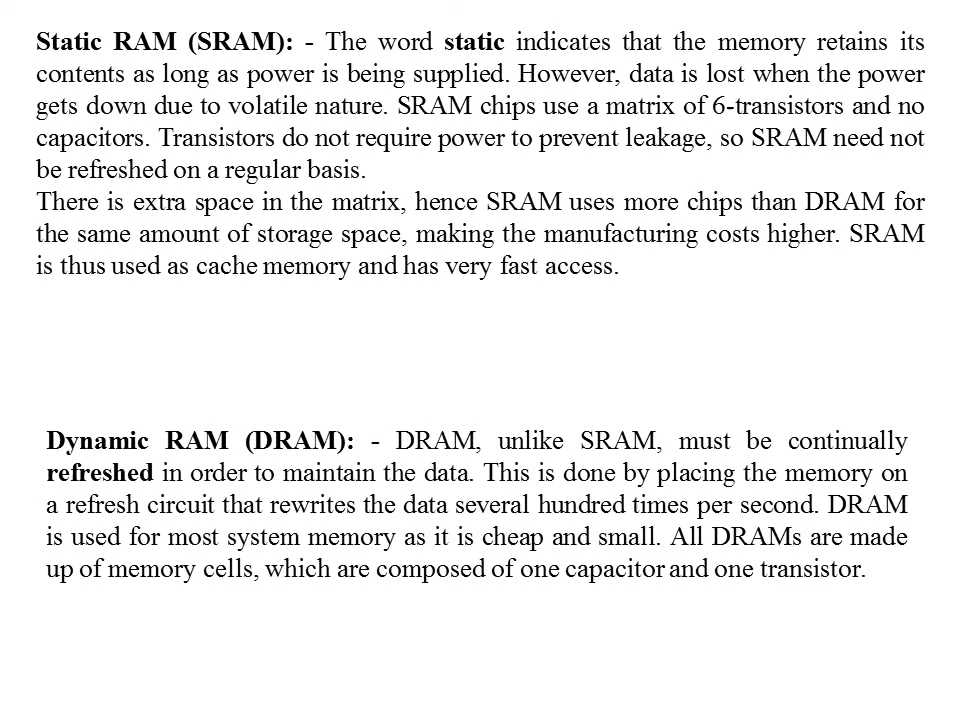 Static RAM (SRAM): - The word static indicates that the memory retains its
contents as long as power is being supplied. However, data is lost when the power
gets down due to volatile nature. SRAM chips use a matrix of 6-transistors and no
capacitors. Transistors do not require power to prevent leakage, so SRAM need not
be refreshed on a regular basis.
There is extra space in the matrix, hence SRAM uses more chips than DRAM for
the same amount of storage space, making the manufacturing costs higher. SRAM
is thus used as cache memory and has very fast access.
Dynamic RAM (DRAM): - DRAM, unlike SRAM, must be continually
refreshed in order to maintain the data. This is done by placing the memory on
a refresh circuit that rewrites the data several hundred times per second. DRAM
is used for most system memory as it is cheap and small. All DRAMs are made
up of memory cells, which are composed of one capacitor and one transistor.